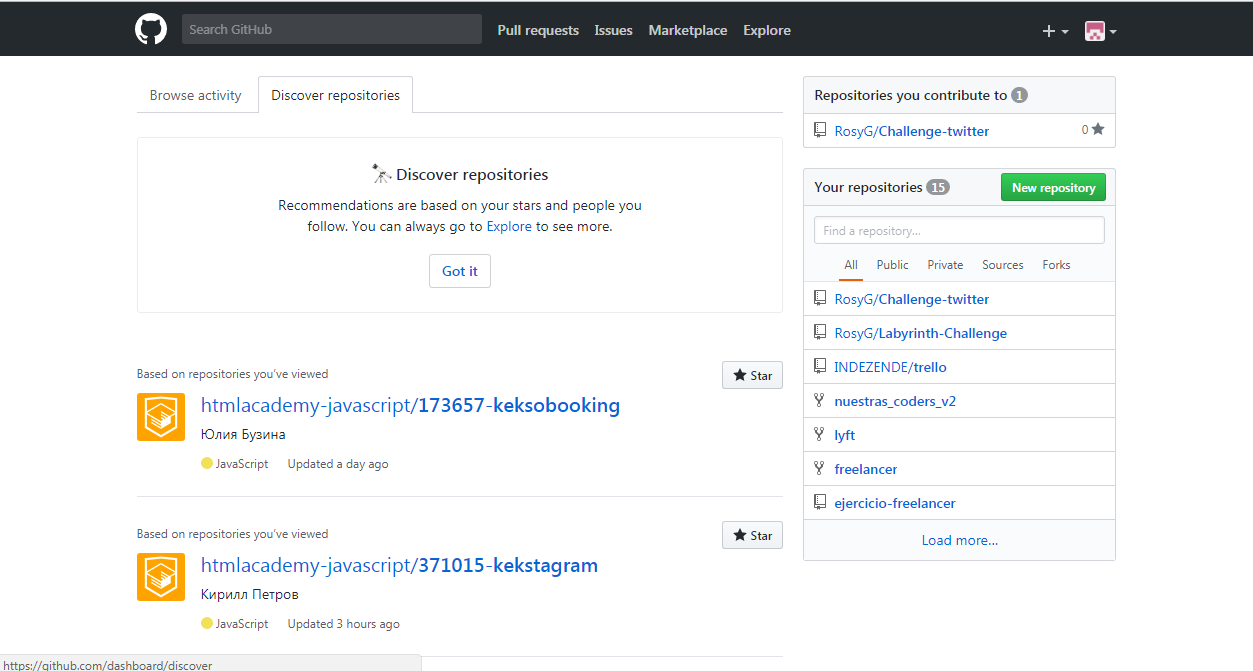 Search GitHub
Pull requests Issues Marketplace Explore
Browse activity Discover repositories
Discover repositories
Recommendations are based on your stars and people you
follow. You can always go to Explore to see more.
Got it
Based on repositories you've viewed
Star
htmlacademy-javascript/173657-keksobooking
Юлия Бузина
JavaScript Updated a day ago
Based on repositories you've viewed
Star
htmlacademy-javascript/371015-kekstagram
Кирилл Петров
JavaScript Updated 3 hours ago
Repositories you contribute to 1
RosyG/Challenge-twitter 0
Your repositories 15 New repository
Find a repository...
All Public Private Sources Forks
RosyG/Challenge-twitter
RosyG/Labyrinth-Challenge
INDEZENDE/trello
nuestras_coders_v2
lyft
freelancer
ejercicio-freelancer
Load more...
https://github.com/dashboard/discover